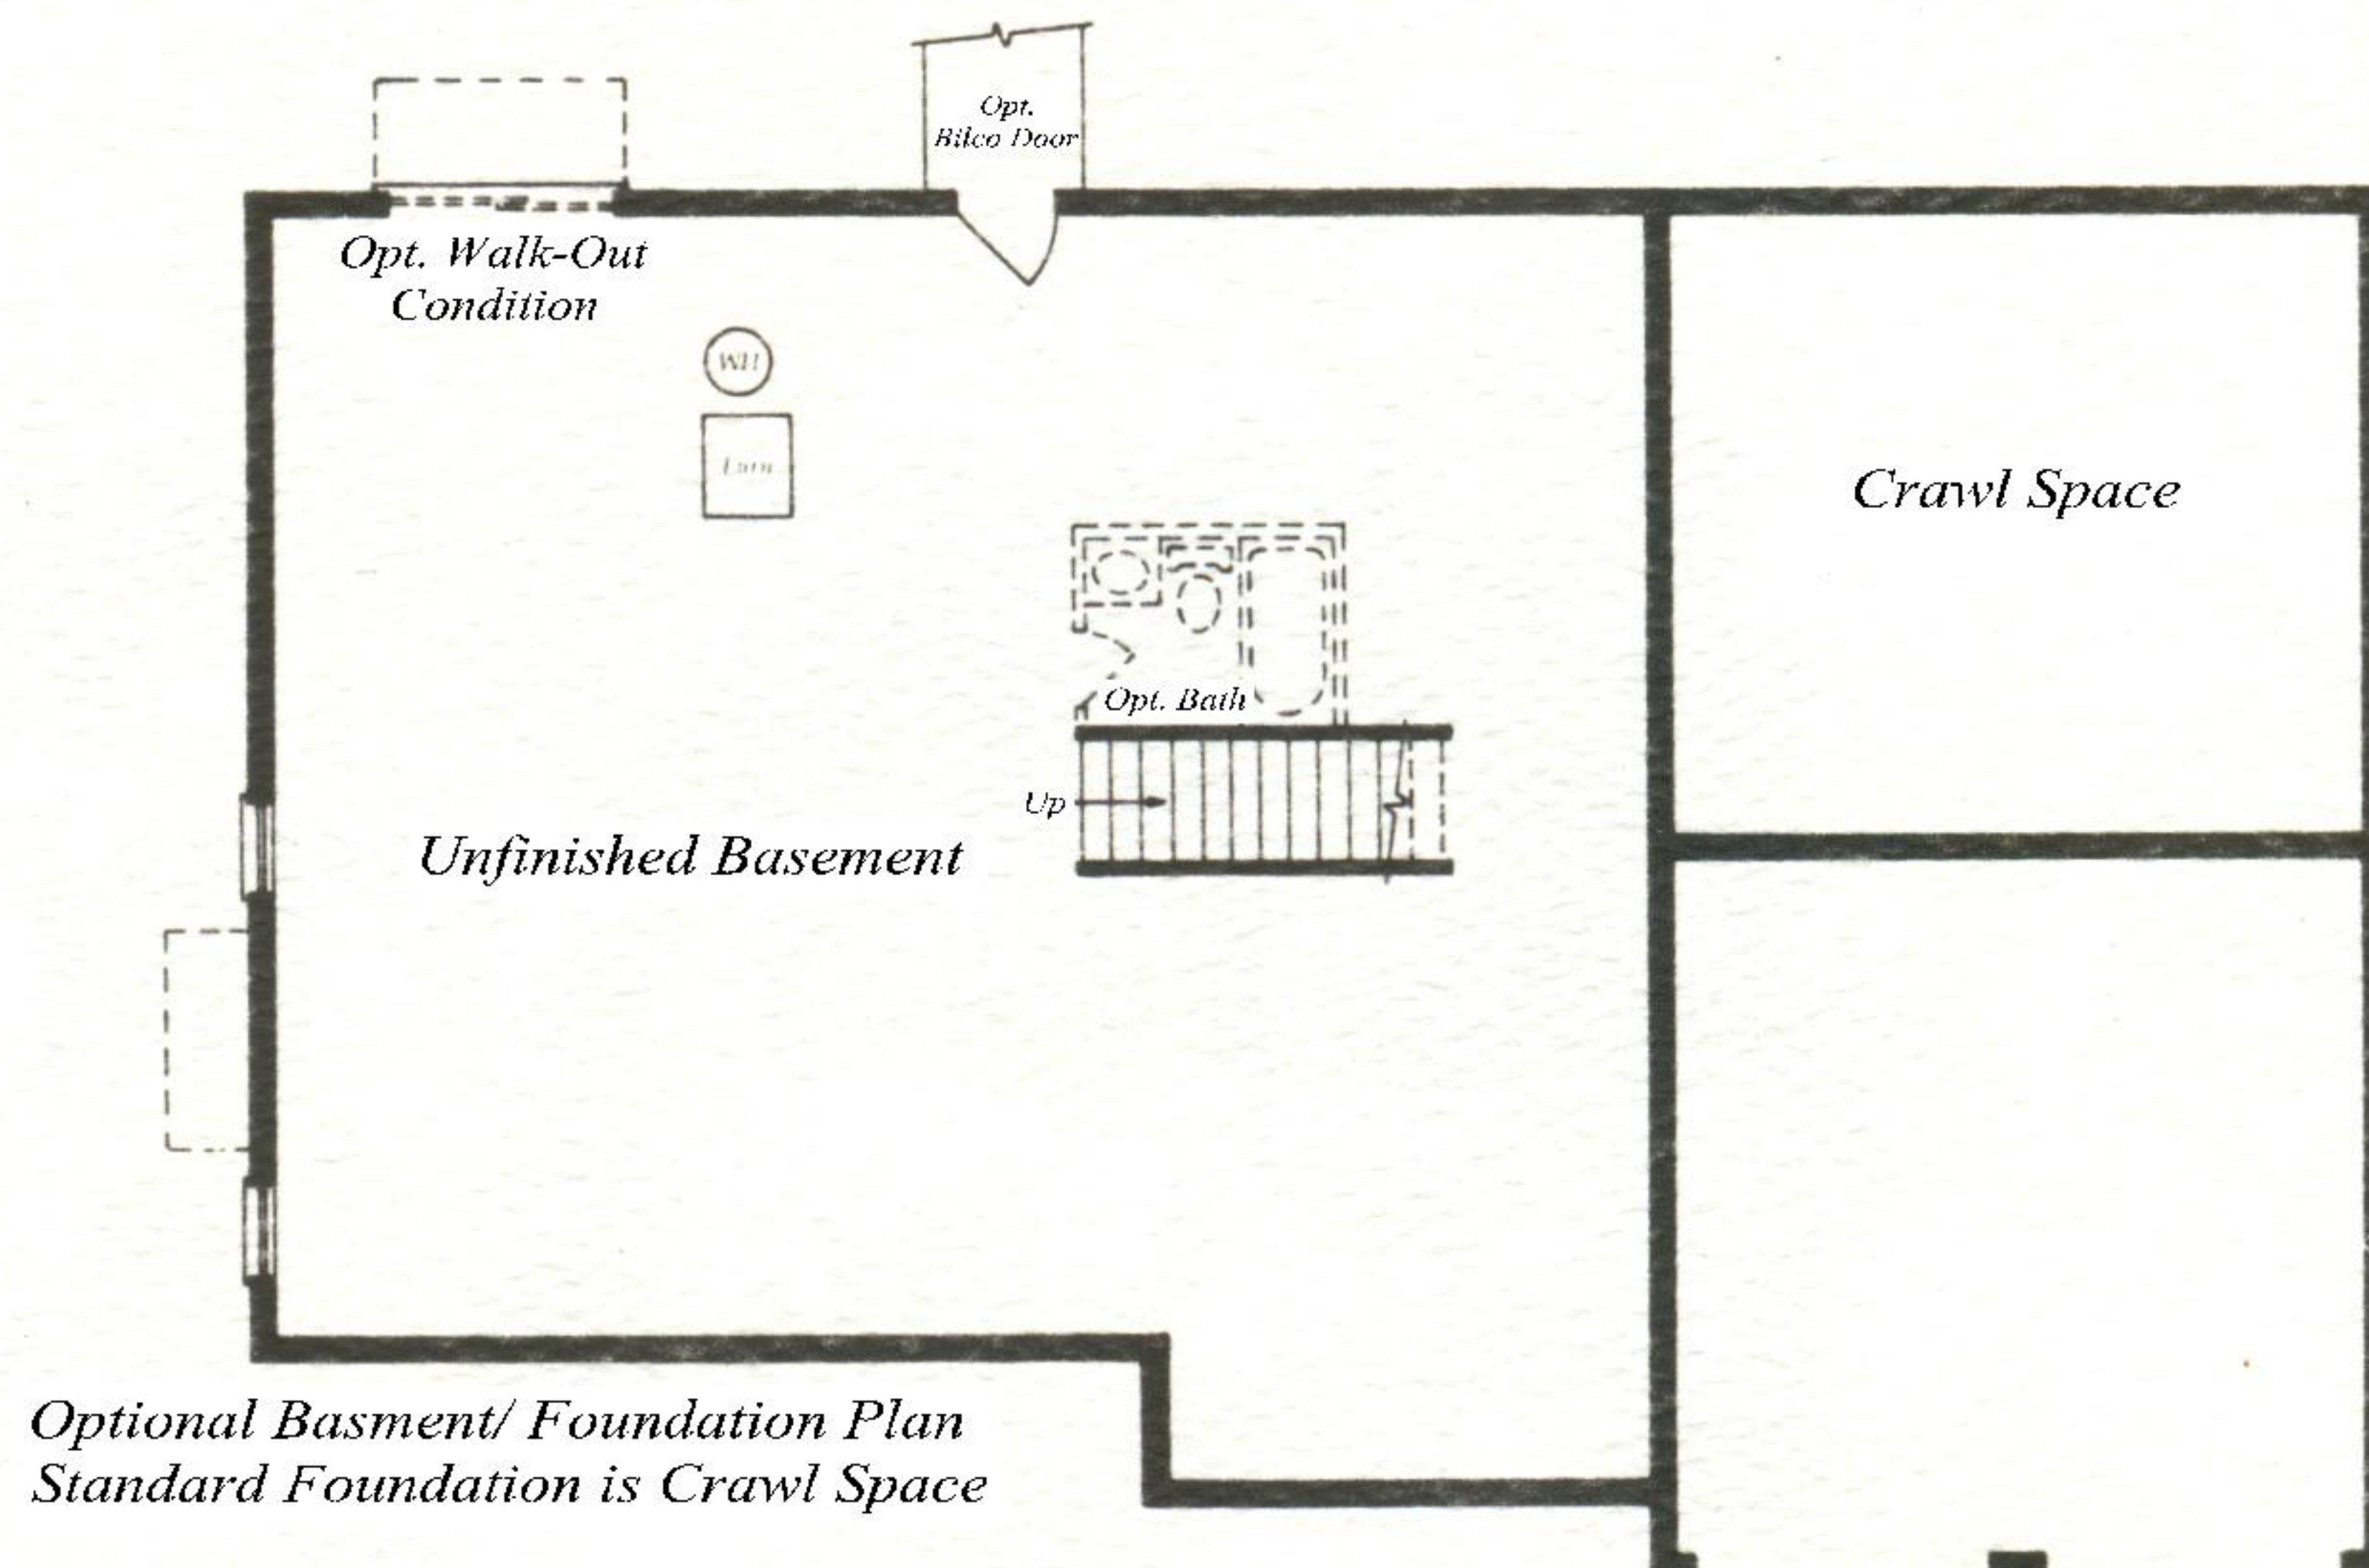 Opt.
Bilco Door
Opt. Walk-Out
Condition
WH
Crawl Space
Opt. Bath
Up
Unfinished Basement
Optional Basment/ Foundation Plan
Standard Foundation is Crawl Space